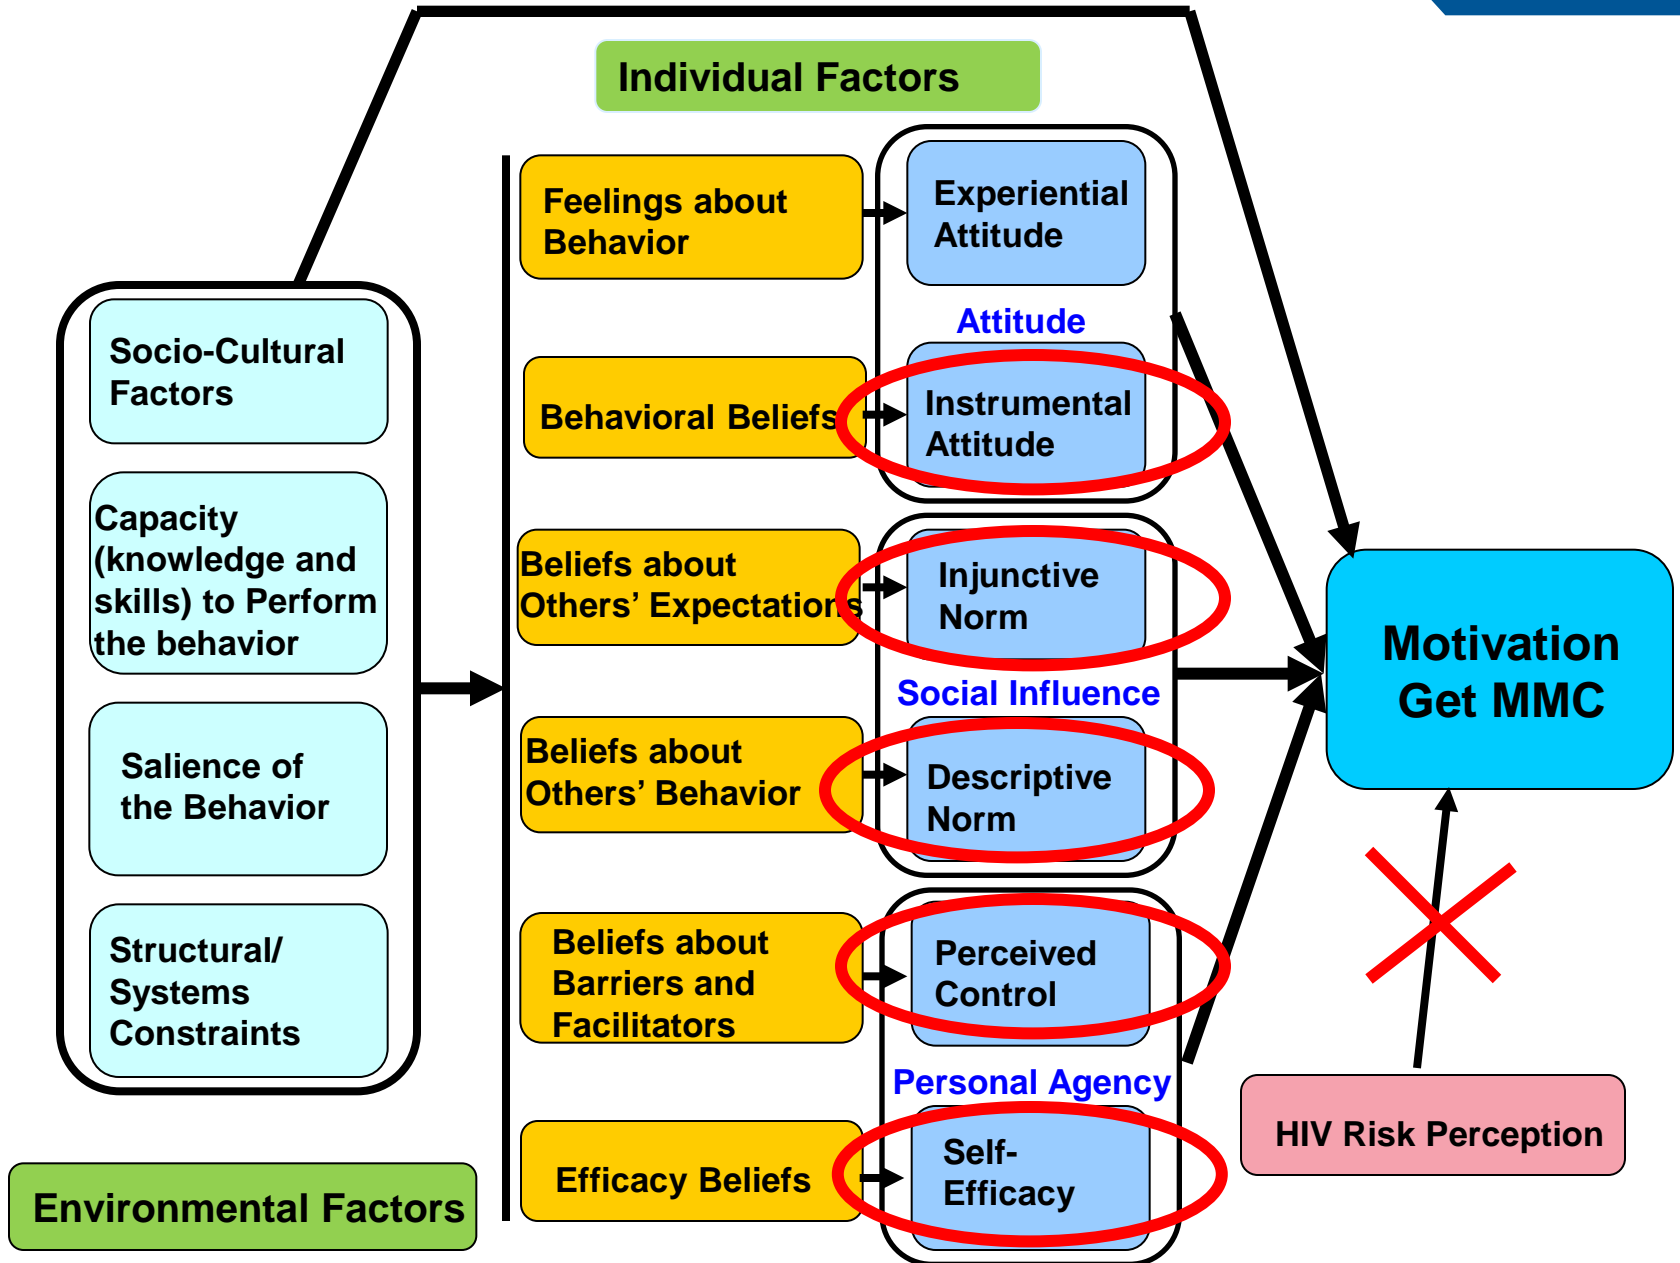 Individual Factors
Feelings about
Behavior
Experiential
Attitude
Attitude
Socio-Cultural
Factors
Behavioral Beliefs
Instrumental
Attitude
Capacity
(knowledge and
skills) to Perform
the behavior
Beliefs about
Others’ Expectations
Injunctive
Norm
Social Influence
Motivation
Get MMC
Salience of
the Behavior
Beliefs about
Others’ Behavior
Descriptive
Norm
Structural/
Systems
Constraints
Beliefs about
Barriers and
Facilitators
Perceived
Control
Personal Agency
HIV Risk Perception
Efficacy Beliefs
Self-
Efficacy
Environmental Factors